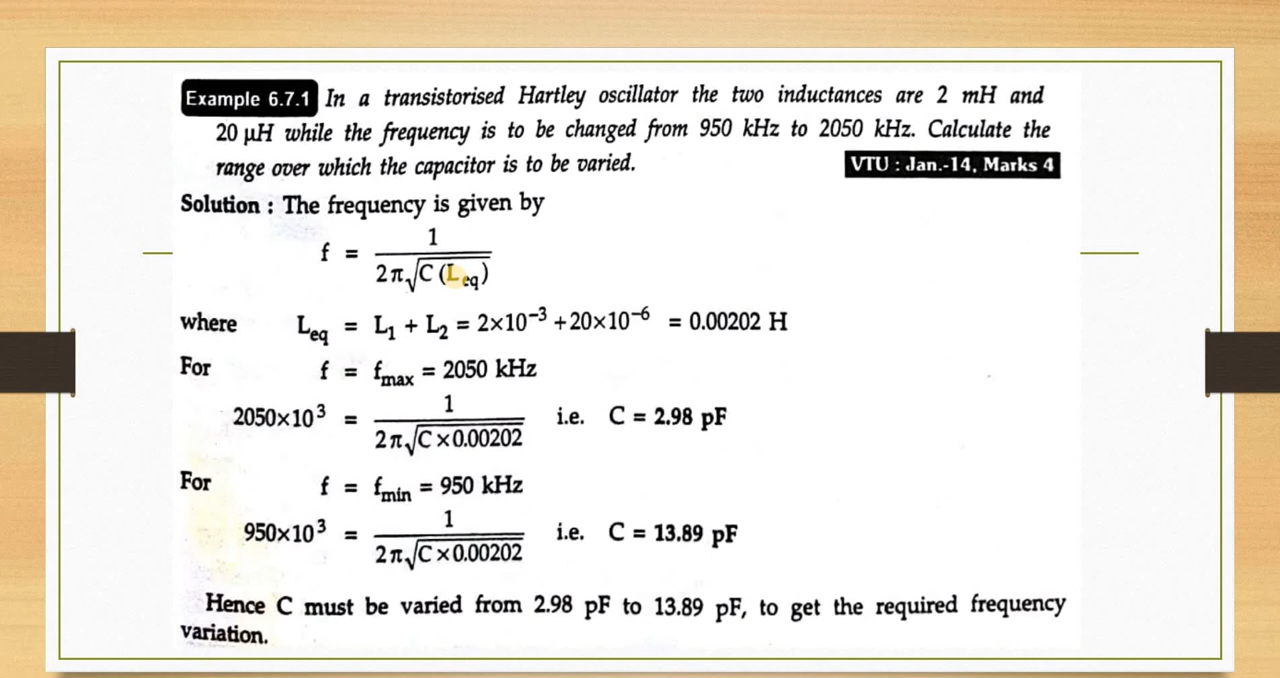 Example 6.7.1 In a transistorised Hartley oscillator the two inductances are 2 mH and
20 μH while the frequency is to be changed from 950 kHz to 2050 kHz. Calculate the
range over which the capacitor is to be varied. VTU : Jan.-14, Marks 4
Solution : The frequency is given by
f = 1 / 2π√C (L_eq)
where L_eq = L₁ + L₂ = 2×10⁻³ +20×10⁻⁶ = 0.00202 H
For f = f_max = 2050 kHz
2050×10³ = 1 / 2π√C×0.00202 i.e. C = 2.98 pF
For f = f_min = 950 kHz
950×10³ = 1 / 2π√C×0.00202 i.e. C = 13.89 pF
Hence C must be varied from 2.98 pF to 13.89 pF, to get the required frequency
variation.